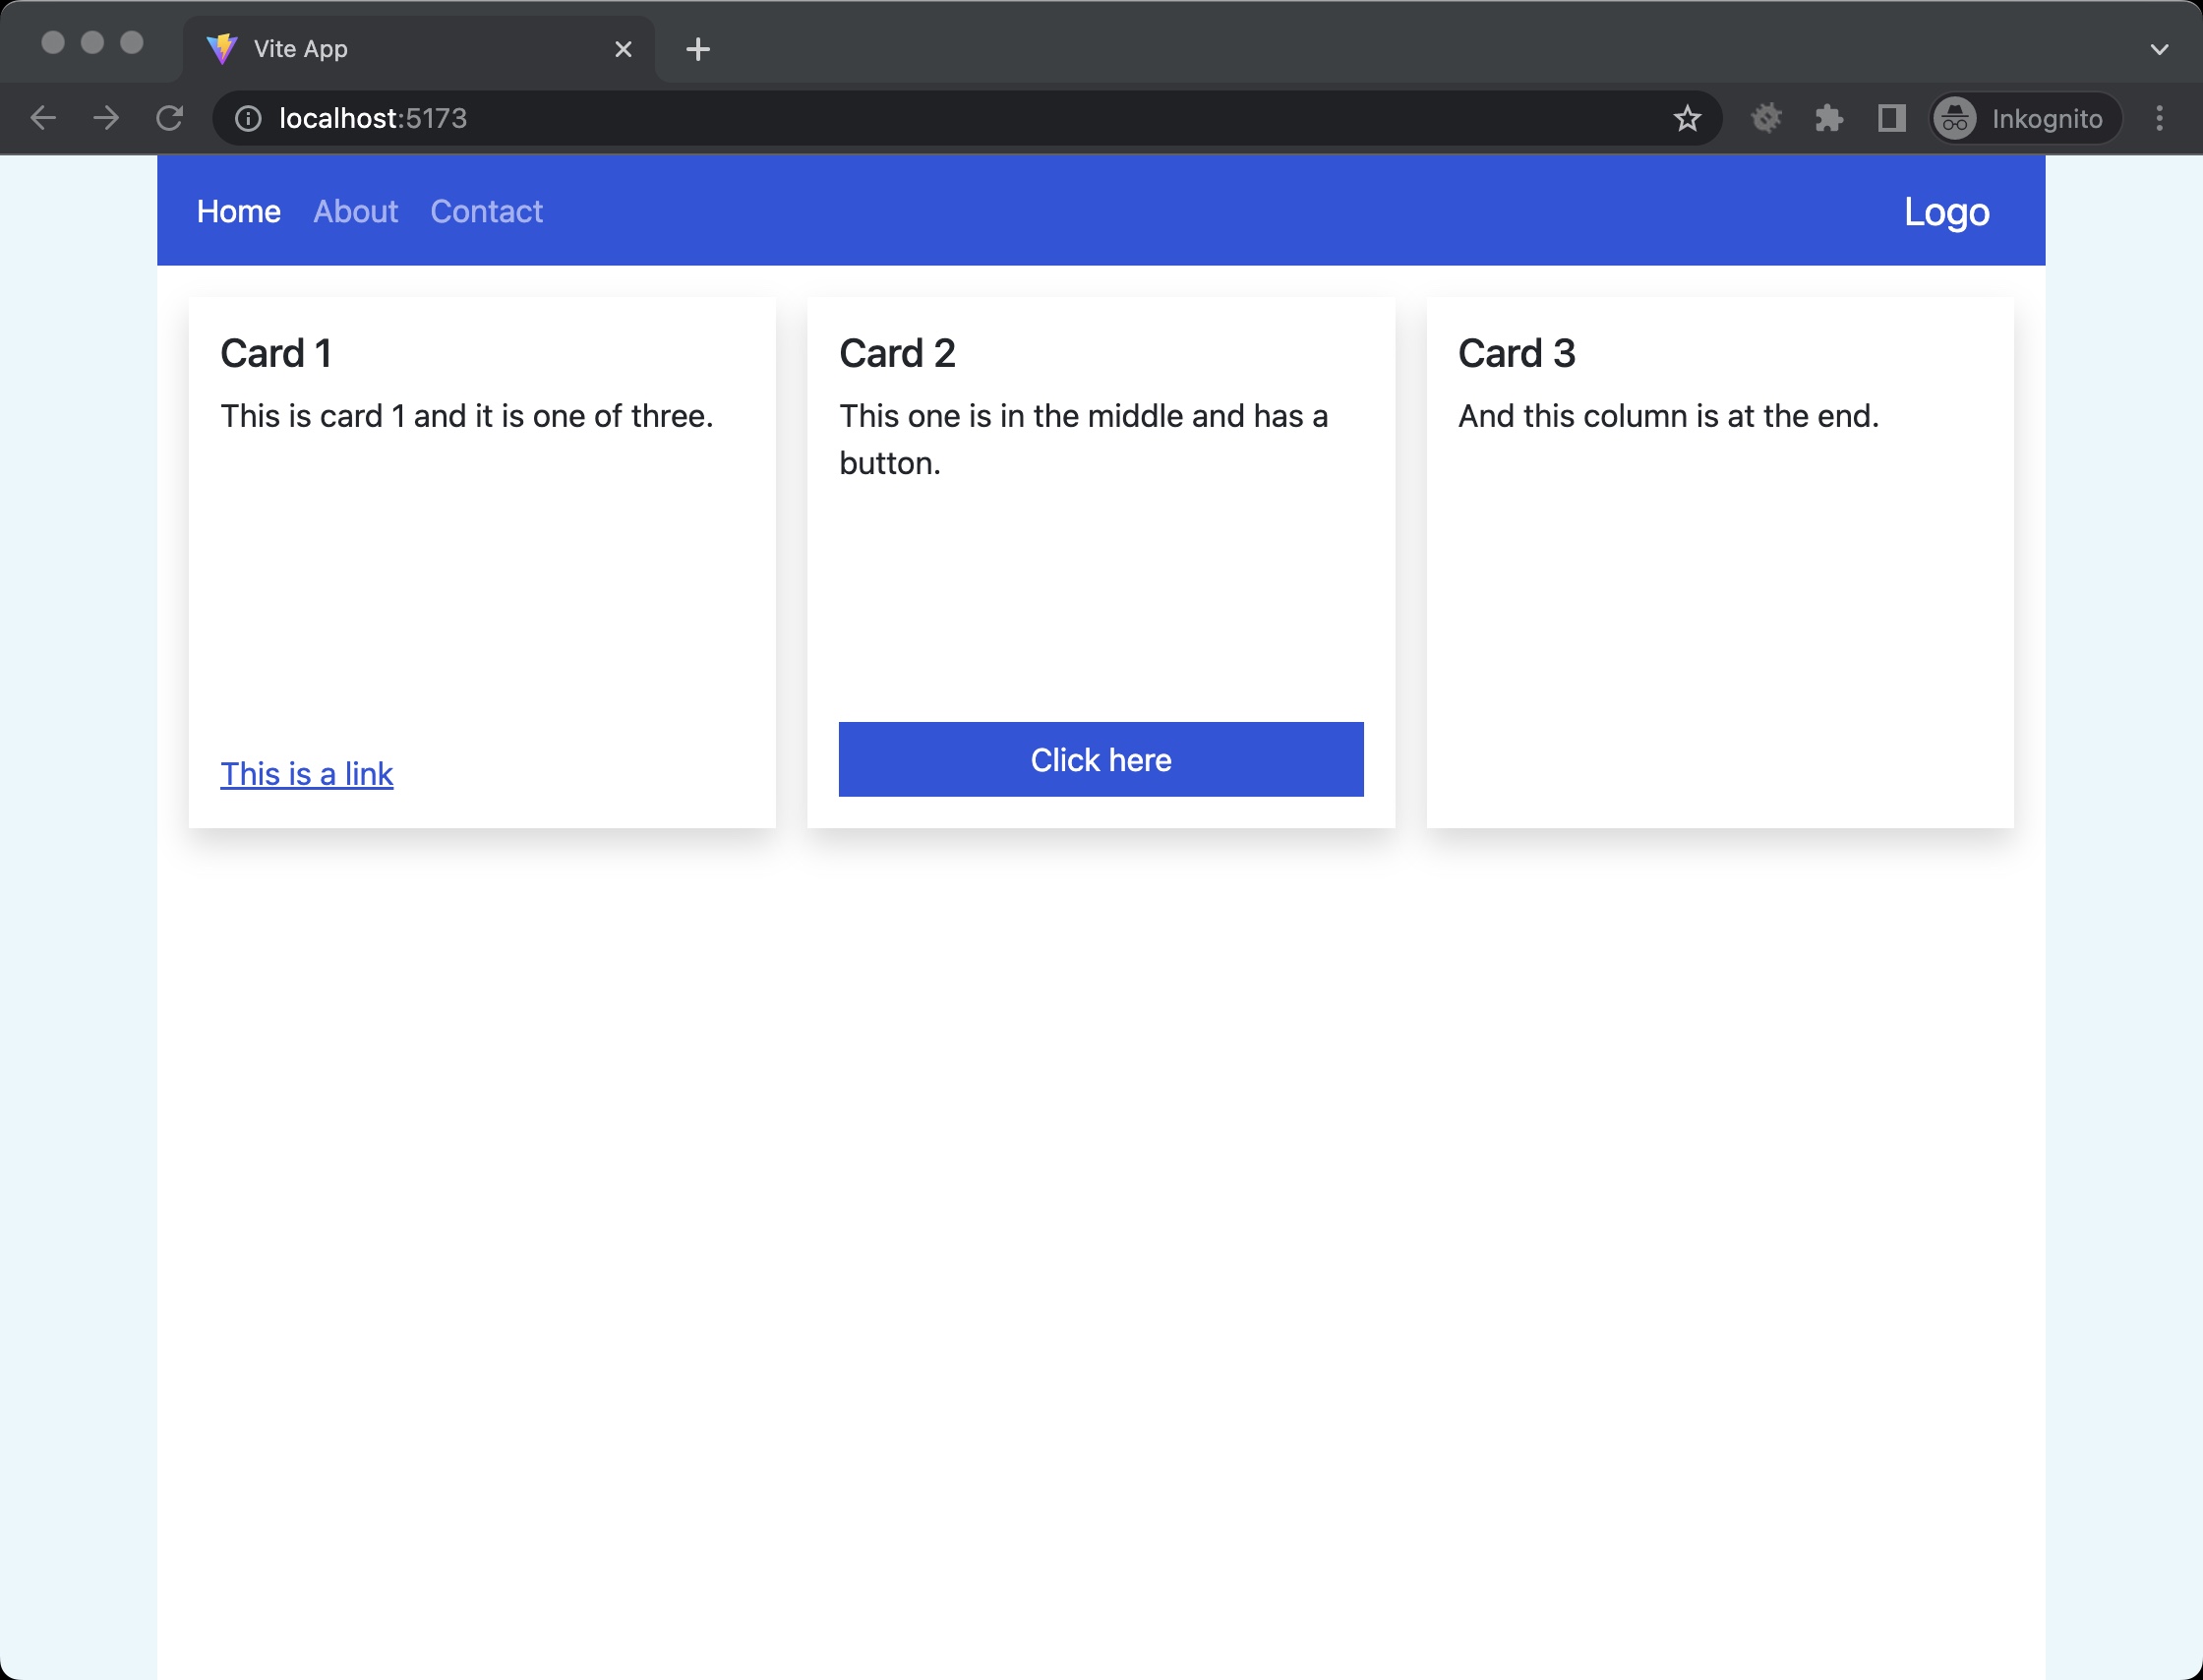 Vite App
localhost:5173
Inkognito
Home About Contact
Logo
Card 1
This is card 1 and it is one of three.
This is a link
Card 2
This one is in the middle and has a
button.
Click here
Card 3
And this column is at the end.